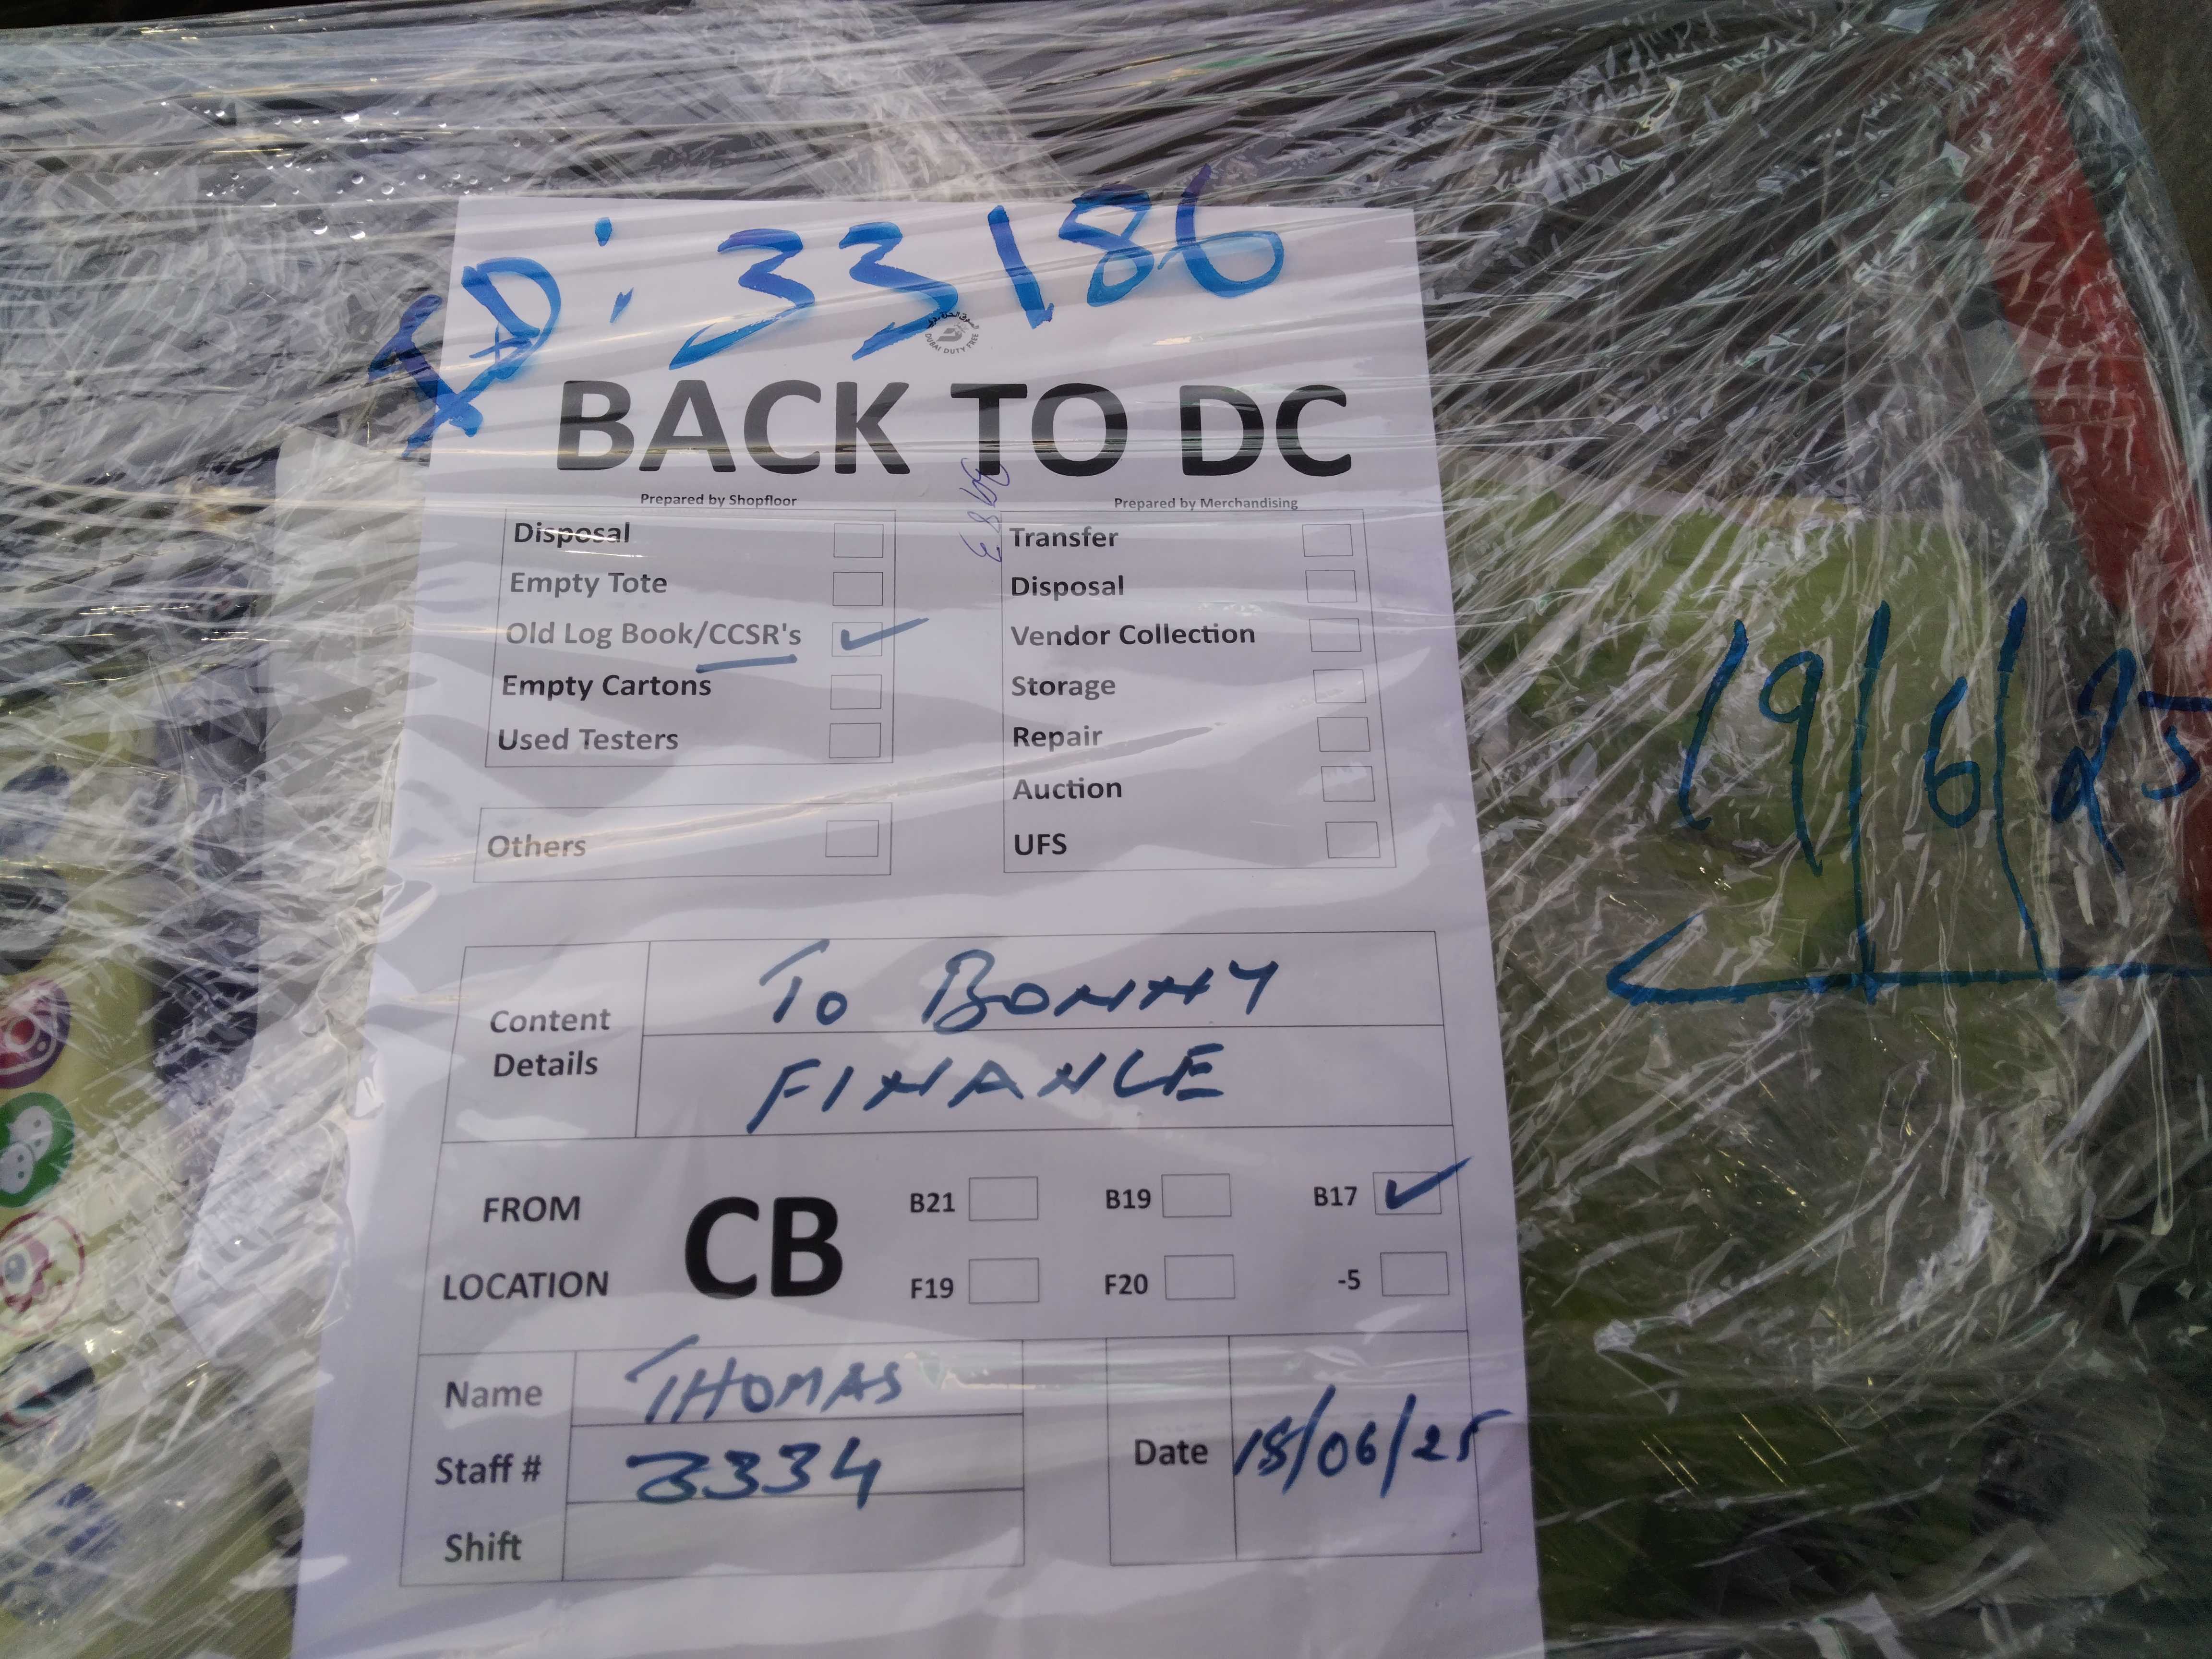 ID: 33186
DUBAI DUTY FREE
BACK TO DC
Prepared by Shopfloor
Disposal
Empty Tote
Old Log Book/CCSR's ✓
Empty Cartons
Used Testers
Others
Prepared by Merchandising
Transfer
Disposal
Vendor Collection
Storage
Repair
Auction
UFS
Content Details
TO BONNY
FINANCE
FROM LOCATION
CB
B21 B19 B17 ✓
F19 F20 -5
Name THOMAS
Staff # 3334
Shift
Date 18/06/25
19/6/25